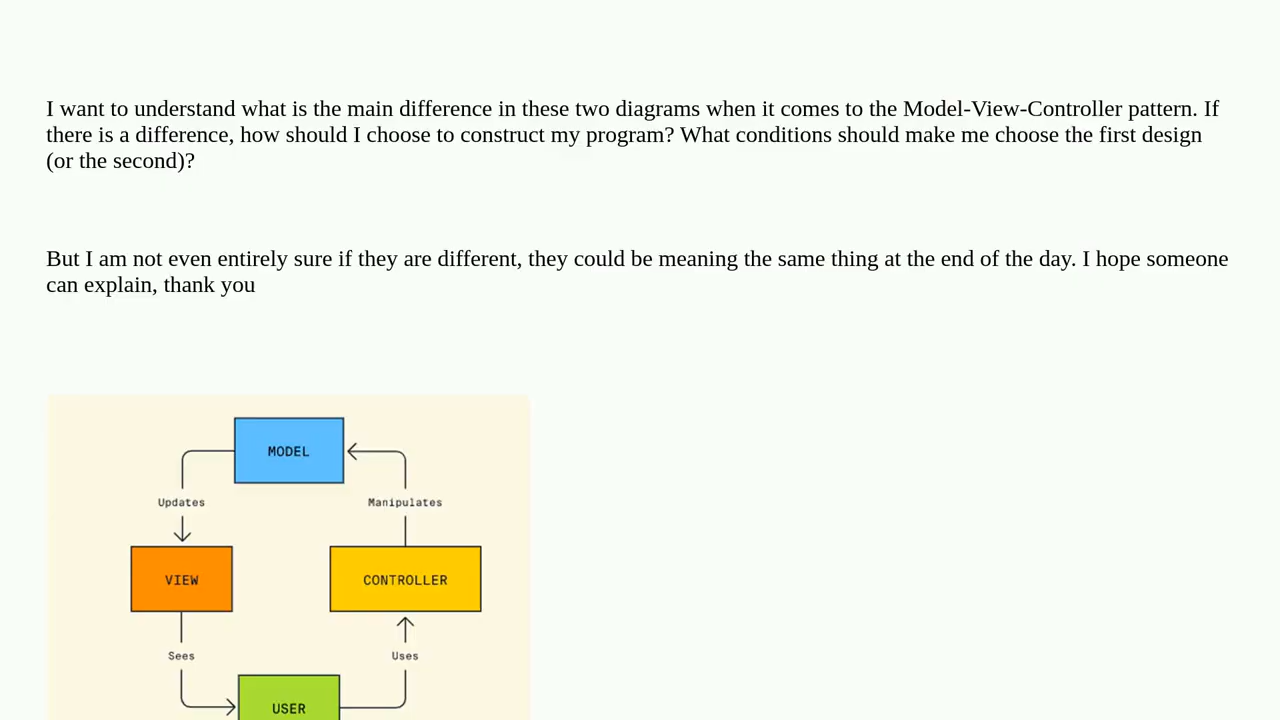 I want to understand what is the main difference in these two diagrams when it comes to the Model-View-Controller pattern. If
there is a difference, how should I choose to construct my program? What conditions should make me choose the first design
(or the second)?
But I am not even entirely sure if they are different, they could be meaning the same thing at the end of the day. I hope someone
can explain, thank you
MODEL
Updates
Manipulates
VIEW
CONTROLLER
Sees
Uses
USER